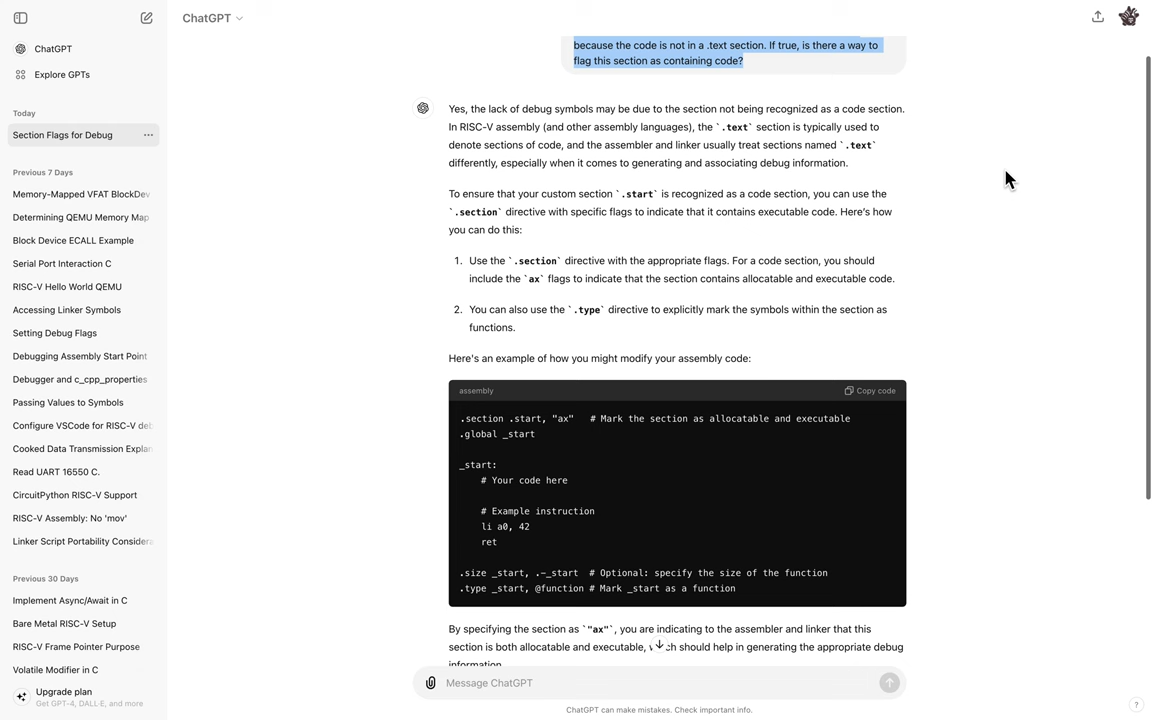 ChatGPT
ChatGPT
Explore GPTs
Today
Section Flags for Debug
Previous 7 Days
Memory-Mapped VFAT BlockDev
Determining QEMU Memory Map
Block Device ECALL Example
Serial Port Interaction C
RISC-V Hello World QEMU
Accessing Linker Symbols
Setting Debug Flags
Debugging Assembly Start Point
Debugger and c_cpp_properties
Passing Values to Symbols
Configure VSCode for RISC-V deb
Cooked Data Transmission Explan
Read UART 16550 C.
CircuitPython RISC-V Support
RISC-V Assembly: No 'mov'
Linker Script Portability Considera
Previous 30 Days
Implement Async/Await in C
Bare Metal RISC-V Setup
RISC-V Frame Pointer Purpose
Volatile Modifier in C
Upgrade plan
Get GPT-4, DALL·E, and more
because the code is not in a .text section. If true, is there a way to
flag this section as containing code?
Yes, the lack of debug symbols may be due to the section not being recognized as a code section.
In RISC-V assembly (and other assembly languages), the `.text` section is typically used to
denote sections of code, and the assembler and linker usually treat sections named `.text`
differently, especially when it comes to generating and associating debug information.
To ensure that your custom section `.start` is recognized as a code section, you can use the
`.section` directive with specific flags to indicate that it contains executable code. Here's how
you can do this:
1. Use the `.section` directive with the appropriate flags. For a code section, you should
include the `ax` flags to indicate that the section contains allocatable and executable code.
2. You can also use the `.type` directive to explicitly mark the symbols within the section as
functions.
Here's an example of how you might modify your assembly code:
assembly
Copy code
.section .start, "ax"   # Mark the section as allocatable and executable
.global _start
_start:
# Your code here
# Example instruction
li a0, 42
ret
.size _start, .-_start  # Optional: specify the size of the function
.type _start, @function # Mark _start as a function
By specifying the section as `"ax"`, you are indicating to the assembler and linker that this
section is both allocatable and executable, which should help in generating the appropriate debug
information.
Message ChatGPT
ChatGPT can make mistakes. Check important info.
?